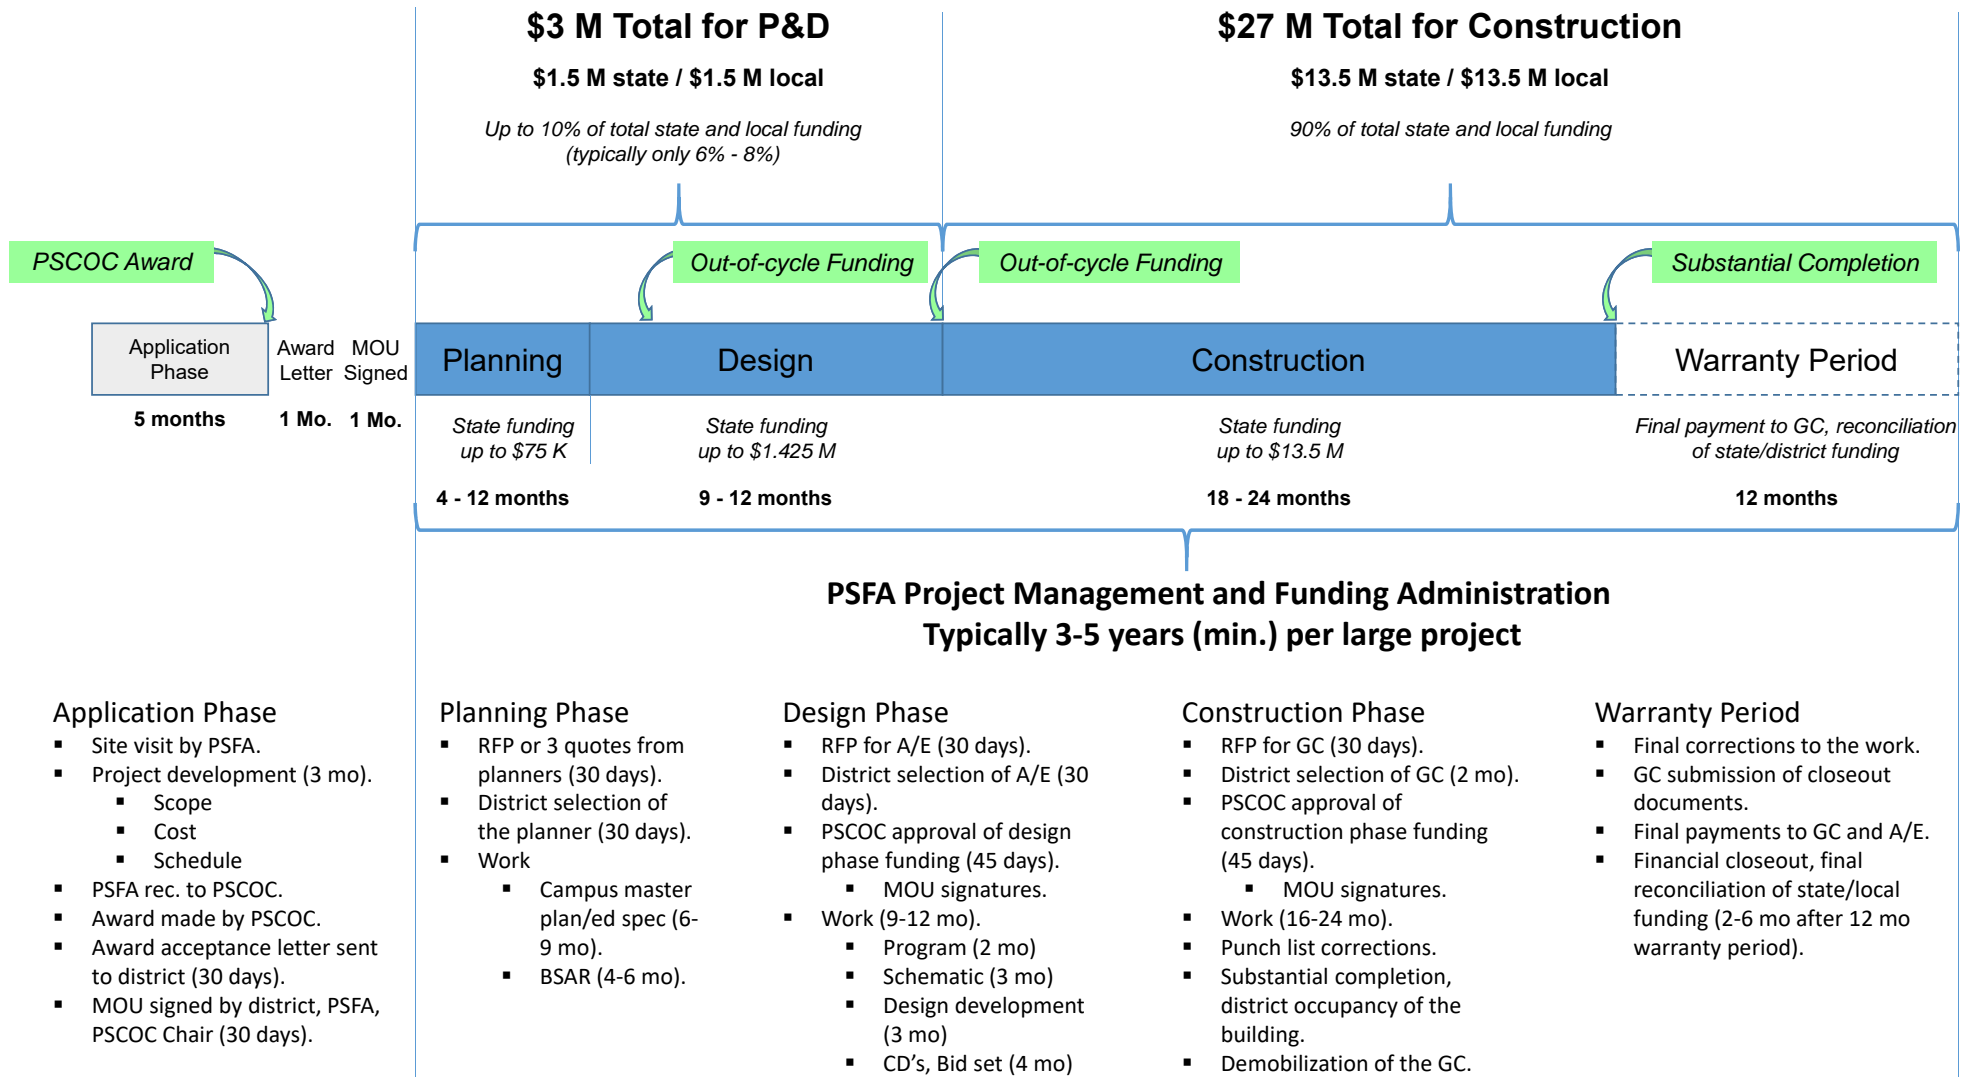 $3 M Total for P&D
$1.5 M state / $1.5 M local
Up to 10% of total state and local funding
(typically only 6% - 8%)
$27 M Total for Construction
$13.5 M state / $13.5 M local
90% of total state and local funding
PSCOC Award
Out-of-cycle Funding
Out-of-cycle Funding
Substantial Completion
Application
Phase
5 months
Award
Letter
1 Mo.
MOU
Signed
1 Mo.
Planning
State funding
up to $75 K
4 - 12 months
Design
State funding
up to $1.425 M
9 - 12 months
Construction
State funding
up to $13.5 M
18 - 24 months
Warranty Period
Final payment to GC, reconciliation
of state/district funding
12 months
PSFA Project Management and Funding Administration
Typically 3-5 years (min.) per large project
Application Phase
▪ Site visit by PSFA.
▪ Project development (3 mo).
▪ Scope
▪ Cost
▪ Schedule
▪ PSFA rec. to PSCOC.
▪ Award made by PSCOC.
▪ Award acceptance letter sent
to district (30 days).
▪ MOU signed by district, PSFA,
PSCOC Chair (30 days).
Planning Phase
▪ RFP or 3 quotes from
planners (30 days).
▪ District selection of
the planner (30 days).
▪ Work
▪ Campus master
plan/ed spec (6-
9 mo).
▪ BSAR (4-6 mo).
Design Phase
▪ RFP for A/E (30 days).
▪ District selection of A/E (30
days).
▪ PSCOC approval of design
phase funding (45 days).
▪ MOU signatures.
▪ Work (9-12 mo).
▪ Program (2 mo)
▪ Schematic (3 mo)
▪ Design development
(3 mo)
▪ CD’s, Bid set (4 mo)
Construction Phase
▪ RFP for GC (30 days).
▪ District selection of GC (2 mo).
▪ PSCOC approval of
construction phase funding
(45 days).
▪ MOU signatures.
▪ Work (16-24 mo).
▪ Punch list corrections.
▪ Substantial completion,
district occupancy of the
building.
▪ Demobilization of the GC.
Warranty Period
▪ Final corrections to the work.
▪ GC submission of closeout
documents.
▪ Final payments to GC and A/E.
▪ Financial closeout, final
reconciliation of state/local
funding (2-6 mo after 12 mo
warranty period).